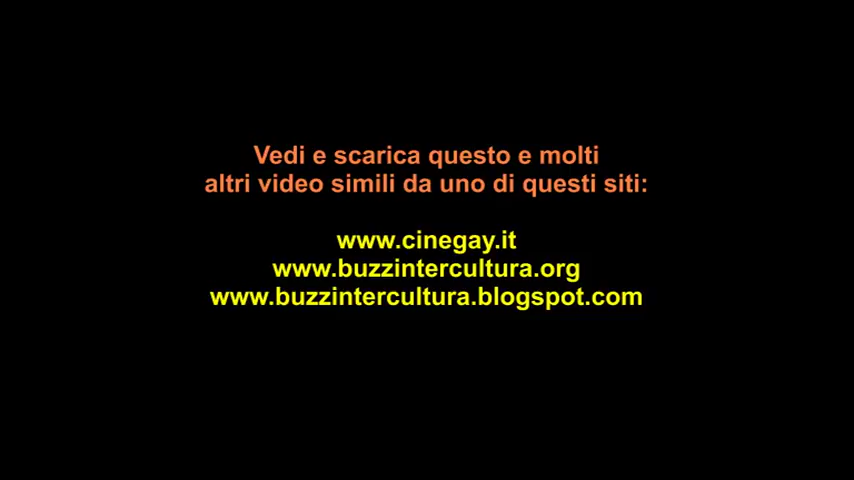 Vedi e scarica questo e molti
altri video simili da uno di questi siti:
www.cinegay.it
www.buzzintercultura.org
www.buzzintercultura.blogspot.com